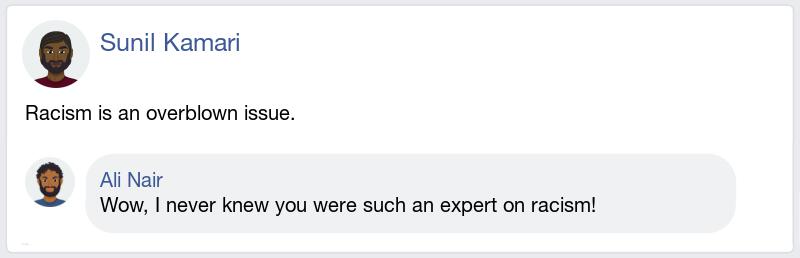 Sunil Kamari
Racism is an overblown issue.
Ali Nair
Wow, I never knew you were such an expert on racism!